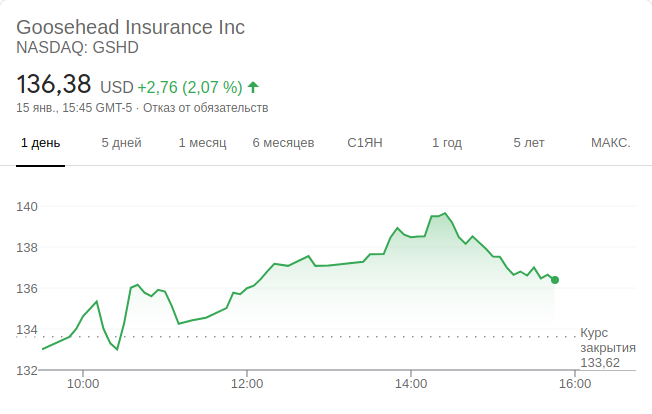 Goosehead Insurance Inc
NASDAQ: GSHD
136,38 USD +2,76 (2,07 %)
15 янв., 15:45 GMT-5 · Отказ от обязательств
1 день 5 дней 1 месяц 6 месяцев С1ЯН 1 год 5 лет МАКС.
140
138
136
134
132
Курс
закрытия
133,62
10:00 12:00 14:00 16:00